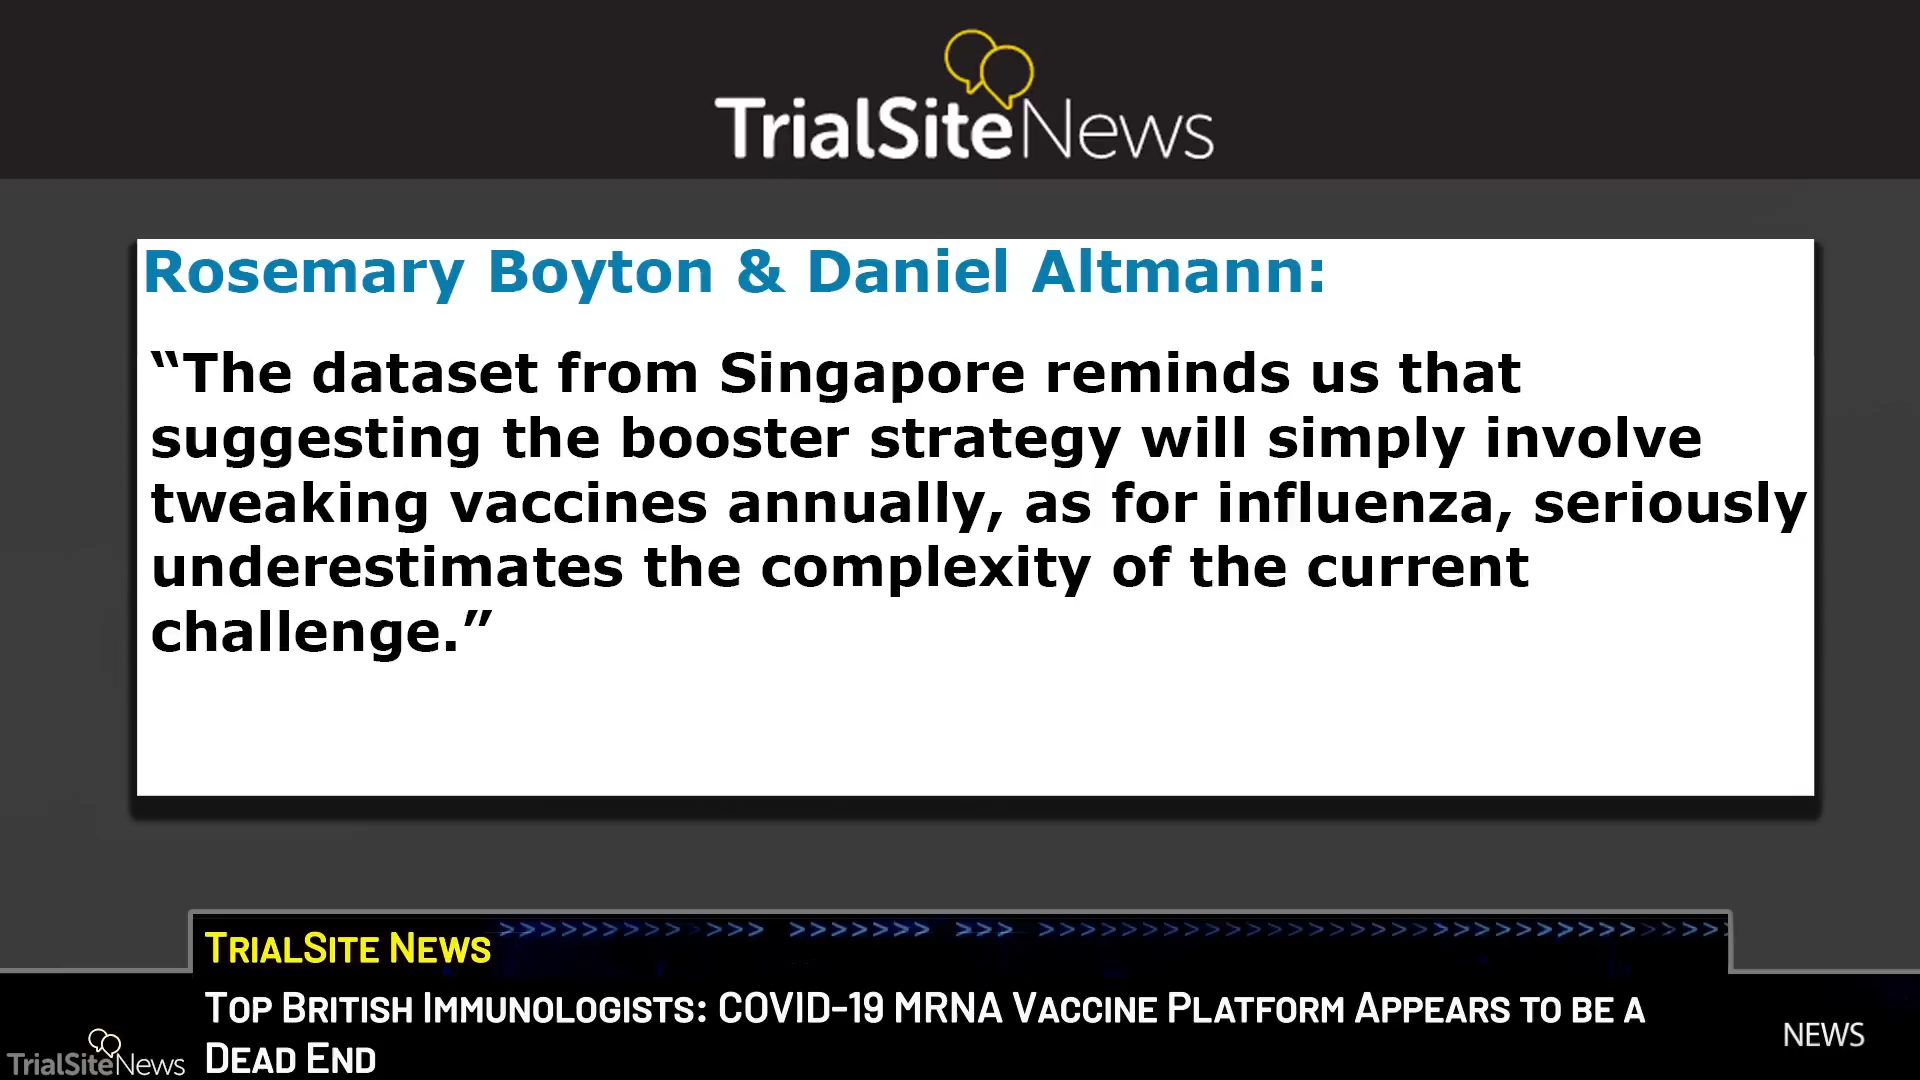 TrialSiteNews
Rosemary Boyton & Daniel Altmann:
“The dataset from Singapore reminds us that
suggesting the booster strategy will simply involve
tweaking vaccines annually, as for influenza, seriously
underestimates the complexity of the current
challenge.”
TrialSite News
Top British Immunologists: COVID-19 MRNA Vaccine Platform Appears to be a
Dead End
TrialSiteNews
NEWS